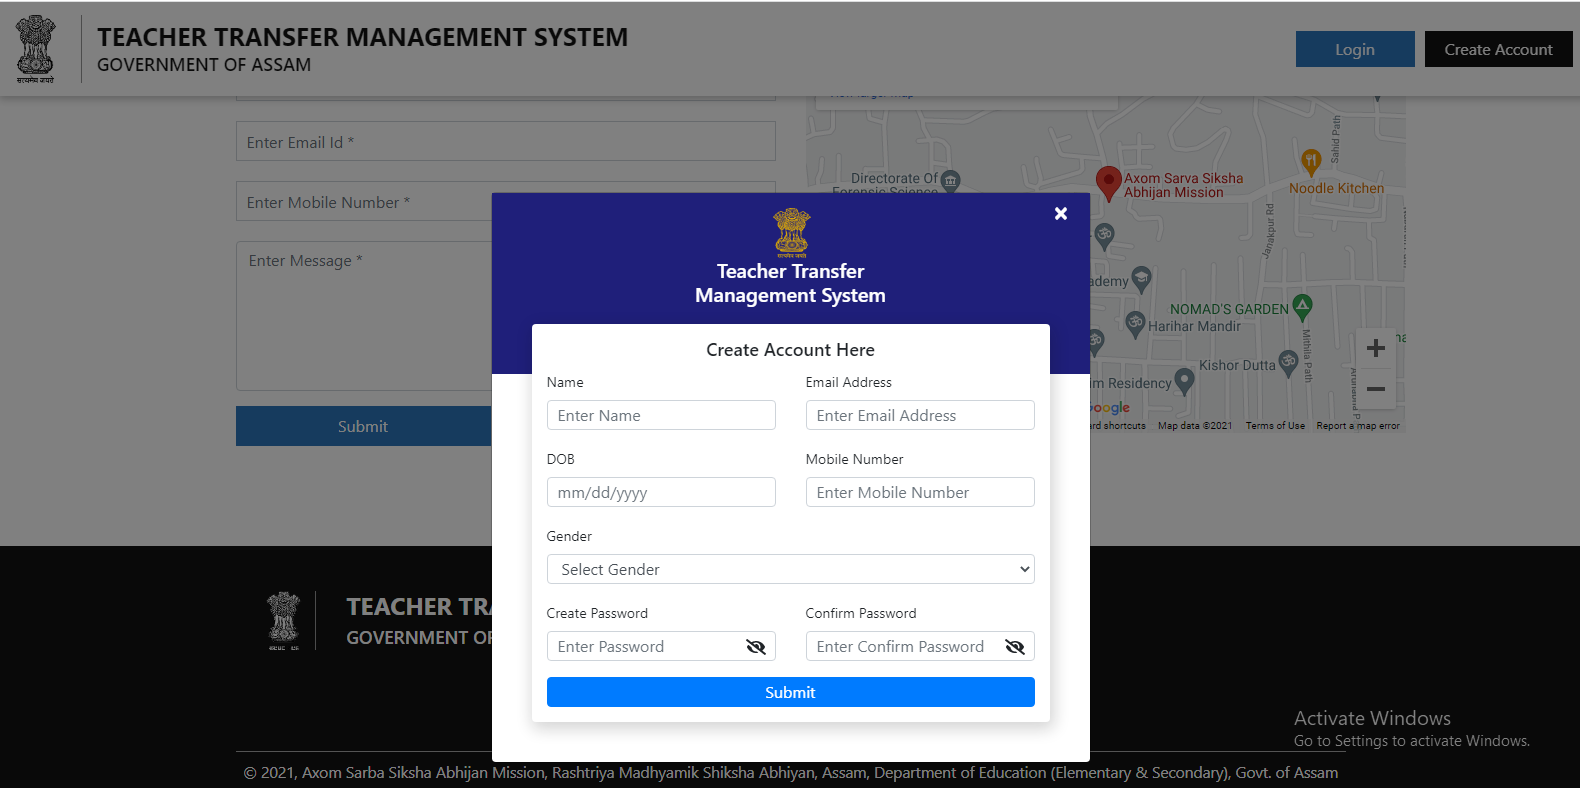 TEACHER TRANSFER MANAGEMENT SYSTEM
GOVERNMENT OF ASSAM
सत्यमेव जयते
Login
Create Account
Enter Email Id *
Enter Mobile Number *
Enter Message *
Submit
View larger map
Directorate Of
Forensic Science
Axom Sarva Siksha
Abhijan Mission
Noodle Kitchen
Sahid Path
Janakpur Rd
NOMAD'S GARDEN
Harihar Mandir
Mithila Path
Kishor Dutta
Residency
Map data ©2021
Terms of Use
Report a map error
सत्यमेव जयते
Teacher Transfer
Management System
Create Account Here
Name
Email Address
Enter Name
Enter Email Address
DOB
Mobile Number
mm/dd/yyyy
Enter Mobile Number
Gender
Select Gender
Create Password
Confirm Password
Enter Password
Enter Confirm Password
Submit
TEACHER
GOVERNMENT
Activate Windows
Go to Settings to activate Windows.
© 2021, Axom Sarba Siksha Abhijan Mission, Rashtriya Madhyamik Shiksha Abhiyan, Assam, Department of Education (Elementary & Secondary), Govt. of Assam